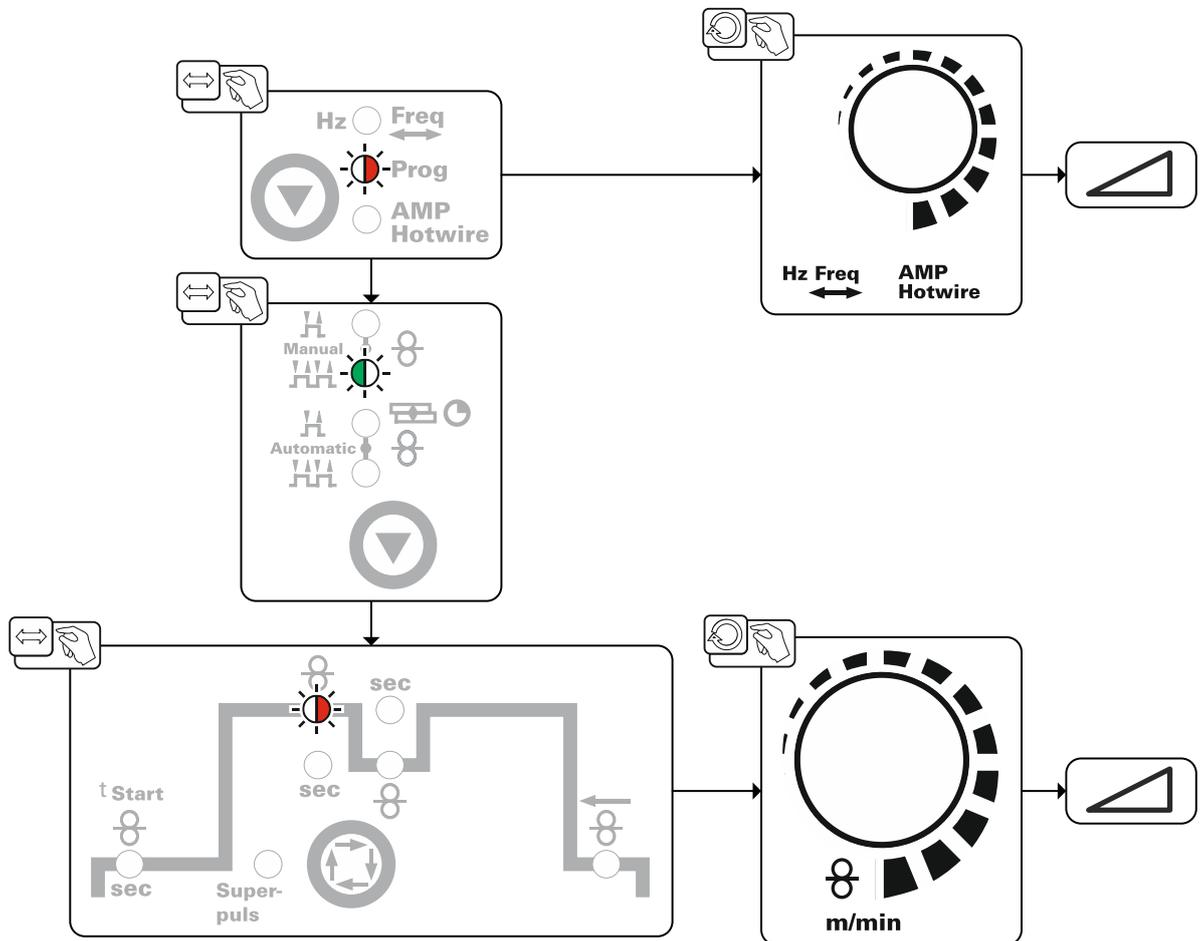 Hz Freq
Prog
AMP
Hotwire
Hz Freq
AMP
Hotwire
Manual
Automatic
sec
sec
t Start
sec
Super-
puls
m/min